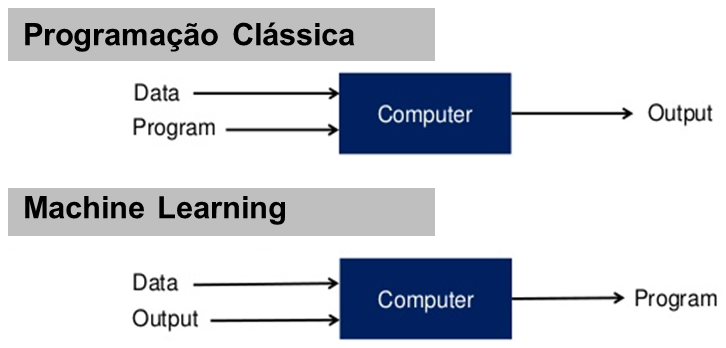 Programação Clássica
Data
Program
Computer
Output
Machine Learning
Data
Output
Computer
Program